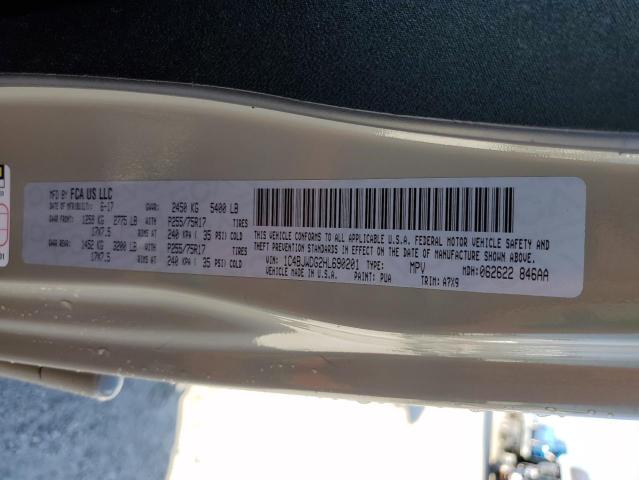 MFD BY FCA US LLC
DATE OF MFR/BUILT: 6-17 GVWR: 2450 KG 5400 LB
GAWR FRONT: 1259 KG 2775 LB WITH P255/75R17 TIRES
17X7.5 RIMS AT 240 KPA ( 35 PSI) COLD
GAWR REAR: 1452 KG 3200 LB WITH P255/75R17 TIRES
17X7.5 RIMS AT 240 KPA ( 35 PSI) COLD
THIS VEHICLE CONFORMS TO ALL APPLICABLE U.S.A. FEDERAL MOTOR VEHICLE SAFETY AND
THEFT PREVENTION STANDARDS IN EFFECT ON THE DATE OF MANUFACTURE SHOWN ABOVE.
VIN: 1C4BJWDG2HL690201 TYPE: MPV MDH: 062622 846AA
MADE IN U.S.A. PAINT: PUA TRIM: A7X9